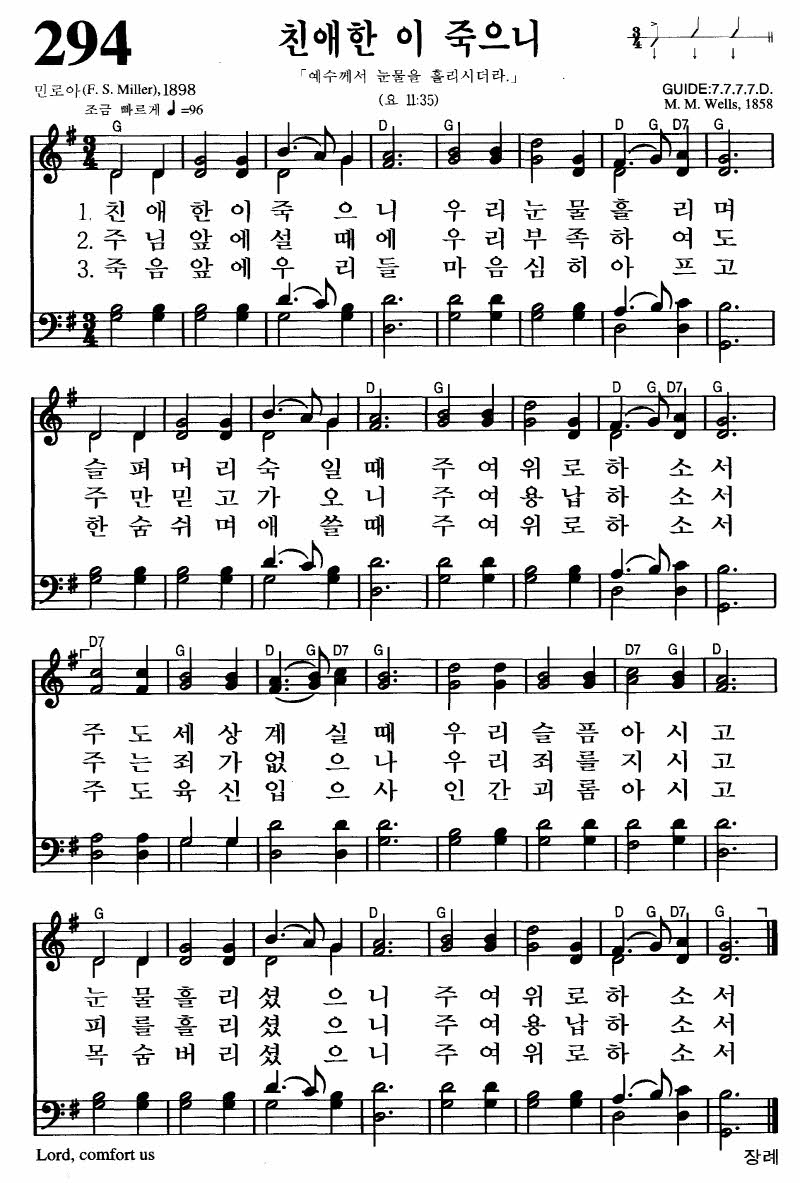 294
친애한 이 죽으니
3/4
「예수께서 눈물을 흘리시더라.」
민로아(F. S. Miller), 1898
(요 11:35)
GUIDE:7.7.7.7.D.
조금 빠르게 ♩=96
M. M. Wells, 1858
G D G D G D7 G
1. 친 애 한 이 죽 으 니 우 리 눈 물 흘 리 며
2. 주 님 앞 에 설 때 에 우 리 부 족 하 여 도
3. 죽 음 앞 에 우 리 들 마 음 심 히 아 프 고
D G D G D7 G
슬 퍼 머 리 숙 일 때 주 여 위 로 하 소 서
주 만 믿 고 가 오 니 주 여 용 납 하 소 서
한 숨 쉬 며 애 쓸 때 주 여 위 로 하 소 서
D7 G D G D7 G D7 G D
주 도 세 상 계 실 때 우 리 슬 픔 아 시 고
주 는 죄 가 없 으 나 우 리 죄 를 지 시 고
주 도 육 신 입 으 사 인 간 괴 롬 아 시 고
G D G D G D7 G
눈 물 흘 리 셨 으 니 주 여 위 로 하 소 서
피 를 흘 리 셨 으 니 주 여 용 납 하 소 서
목 숨 버 리 셨 으 니 주 여 위 로 하 소 서
Lord, comfort us
장례